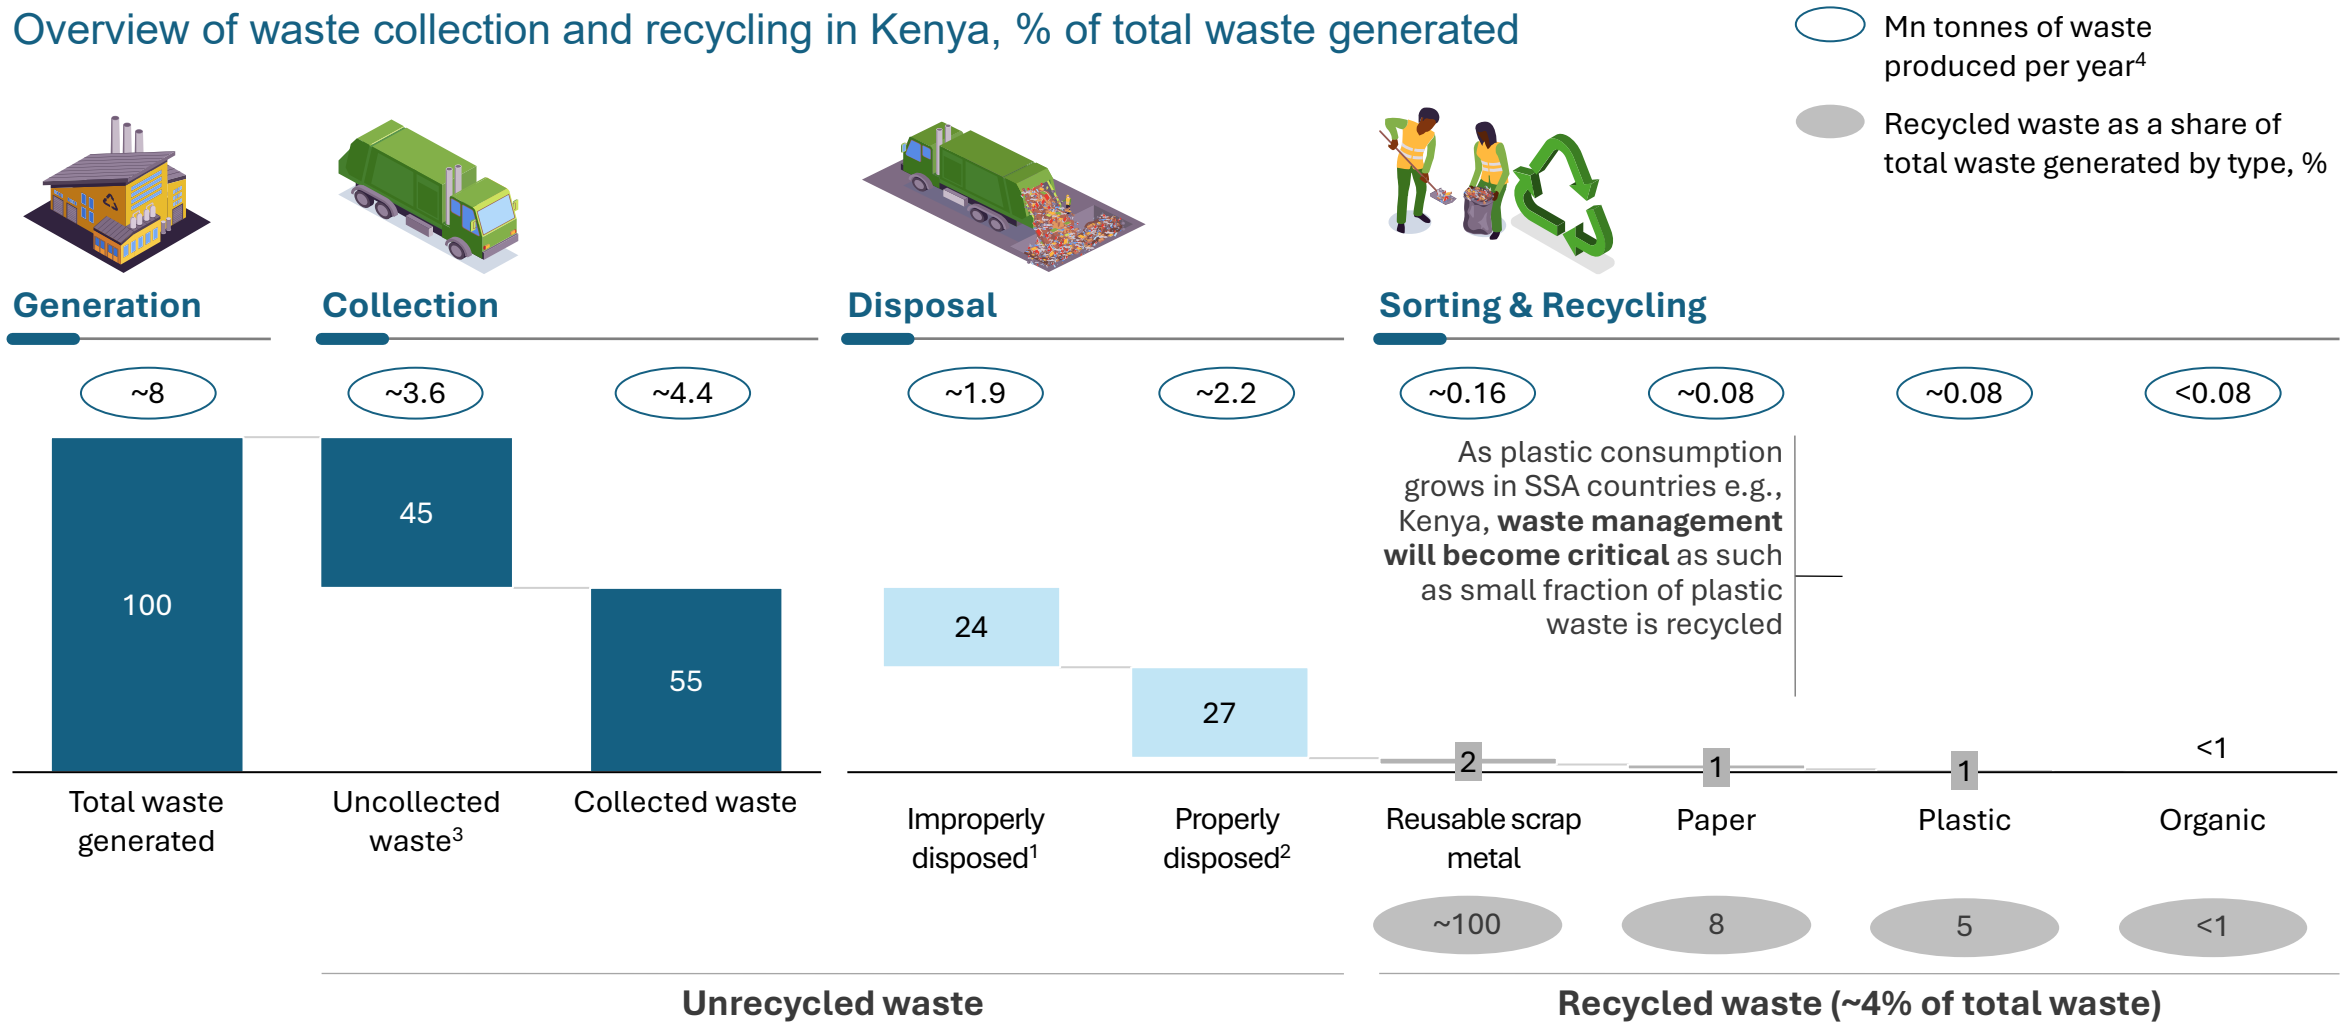 Overview of waste collection and recycling in Kenya, % of total waste generated
Mn tonnes of waste
produced per year4
Recycled waste as a share of
total waste generated by type, %
Generation
Collection
Disposal
Sorting & Recycling
~8
~3.6
~4.4
~1.9
~2.2
~0.16
~0.08
~0.08
<0.08
100
45
55
24
27
2
1
1
<1
As plastic consumption
grows in SSA countries e.g.,
Kenya, waste management
will become critical as such
as small fraction of plastic
waste is recycled
Total waste
generated
Uncollected
waste3
Collected waste
Improperly
disposed1
Properly
disposed2
Reusable scrap
metal
Paper
Plastic
Organic
~100
8
5
<1
Unrecycled waste
Recycled waste (~4% of total waste)